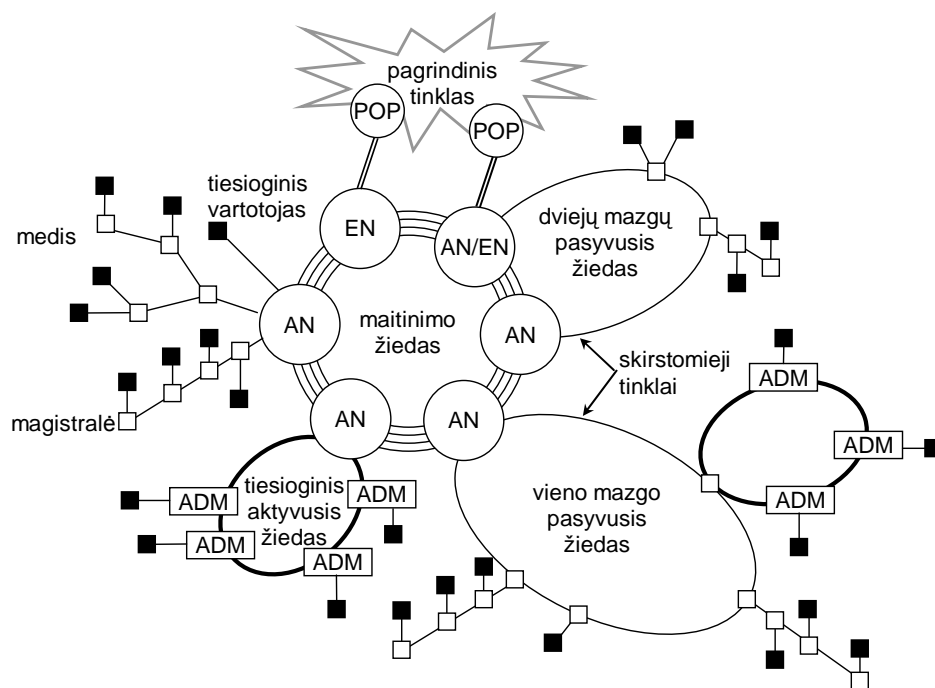 pagrindinis
tinklas
POP
POP
tiesioginis
vartotojas
medis
EN
AN/EN
dviejų mazgų
pasyvusis
žiedas
AN
maitinimo
žiedas
AN
skirstomieji
tinklai
magistralė
AN
AN
ADM
ADM
ADM
tiesioginis
aktyvusis
žiedas
ADM
ADM
ADM
ADM
vieno mazgo
pasyvusis
žiedas